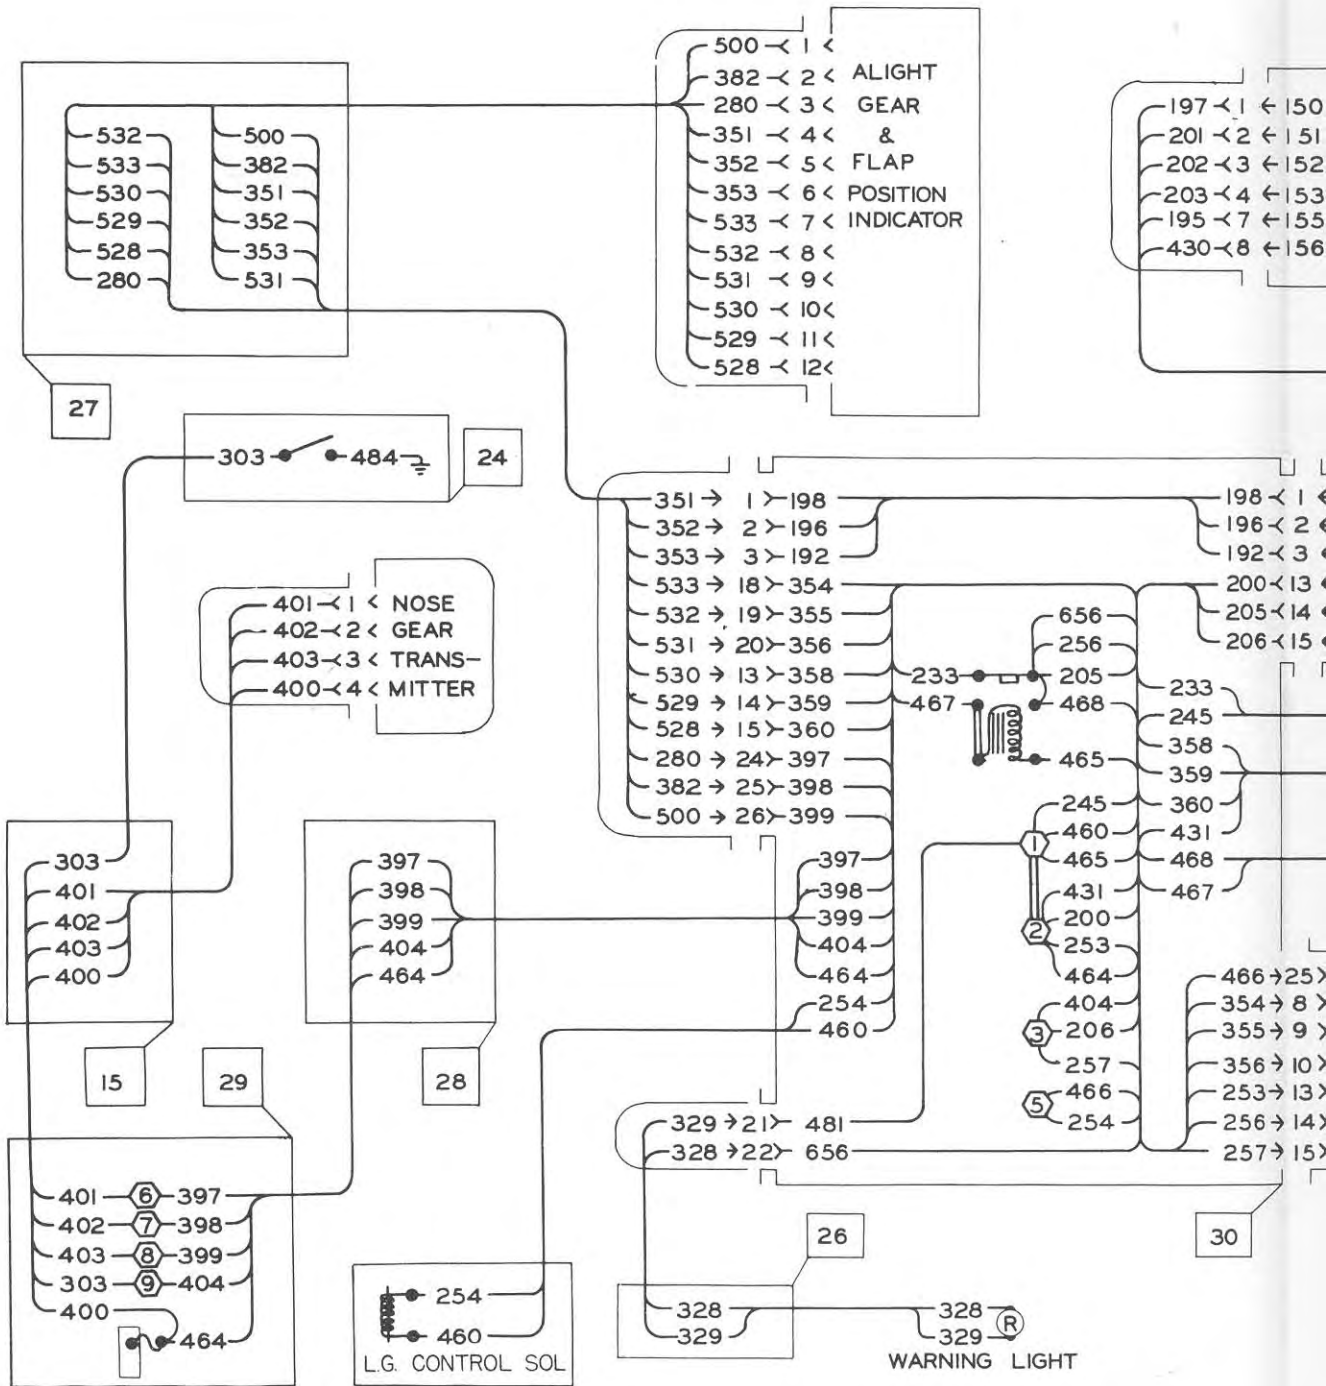 500 1
382 2 ALIGHT
280 3 GEAR
351 4 &
352 5 FLAP
353 6 POSITION
533 7 INDICATOR
532 8
531 9
530 10
529 11
528 12
197 1 150
201 2 151
202 3 152
203 4 153
195 7 155
430 8 156
532 500
533 382
530 351
529 352
528 353
280 531
27
303 484
24
401 1 NOSE
402 2 GEAR
403 3 TRANS-
400 4 MITTER
351 1 198
352 2 196
353 3 192
533 18 354
532 19 355
531 20 356
530 13 358
529 14 359
528 15 360
280 24 397
382 25 398
500 26 399
198 1
196 2
192 3
200 13
205 14
206 15
656
256
233 205
467 468
465
245
1 460
465
431
200
2 253
464
404
3 206
257
5 466
254
233
245
358
359
360
431
468
467
303
401
402
403
400
15
397
398
399
404
464
28
397
398
399
404
464
254
460
466 25
354 8
355 9
356 10
253 13
256 14
257 15
30
329 21 481
328 22 656
29
401 6 397
402 7 398
403 8 399
303 9 404
400
464
254
460
L.G. CONTROL SOL
26
328 328
329 329
R
WARNING LIGHT